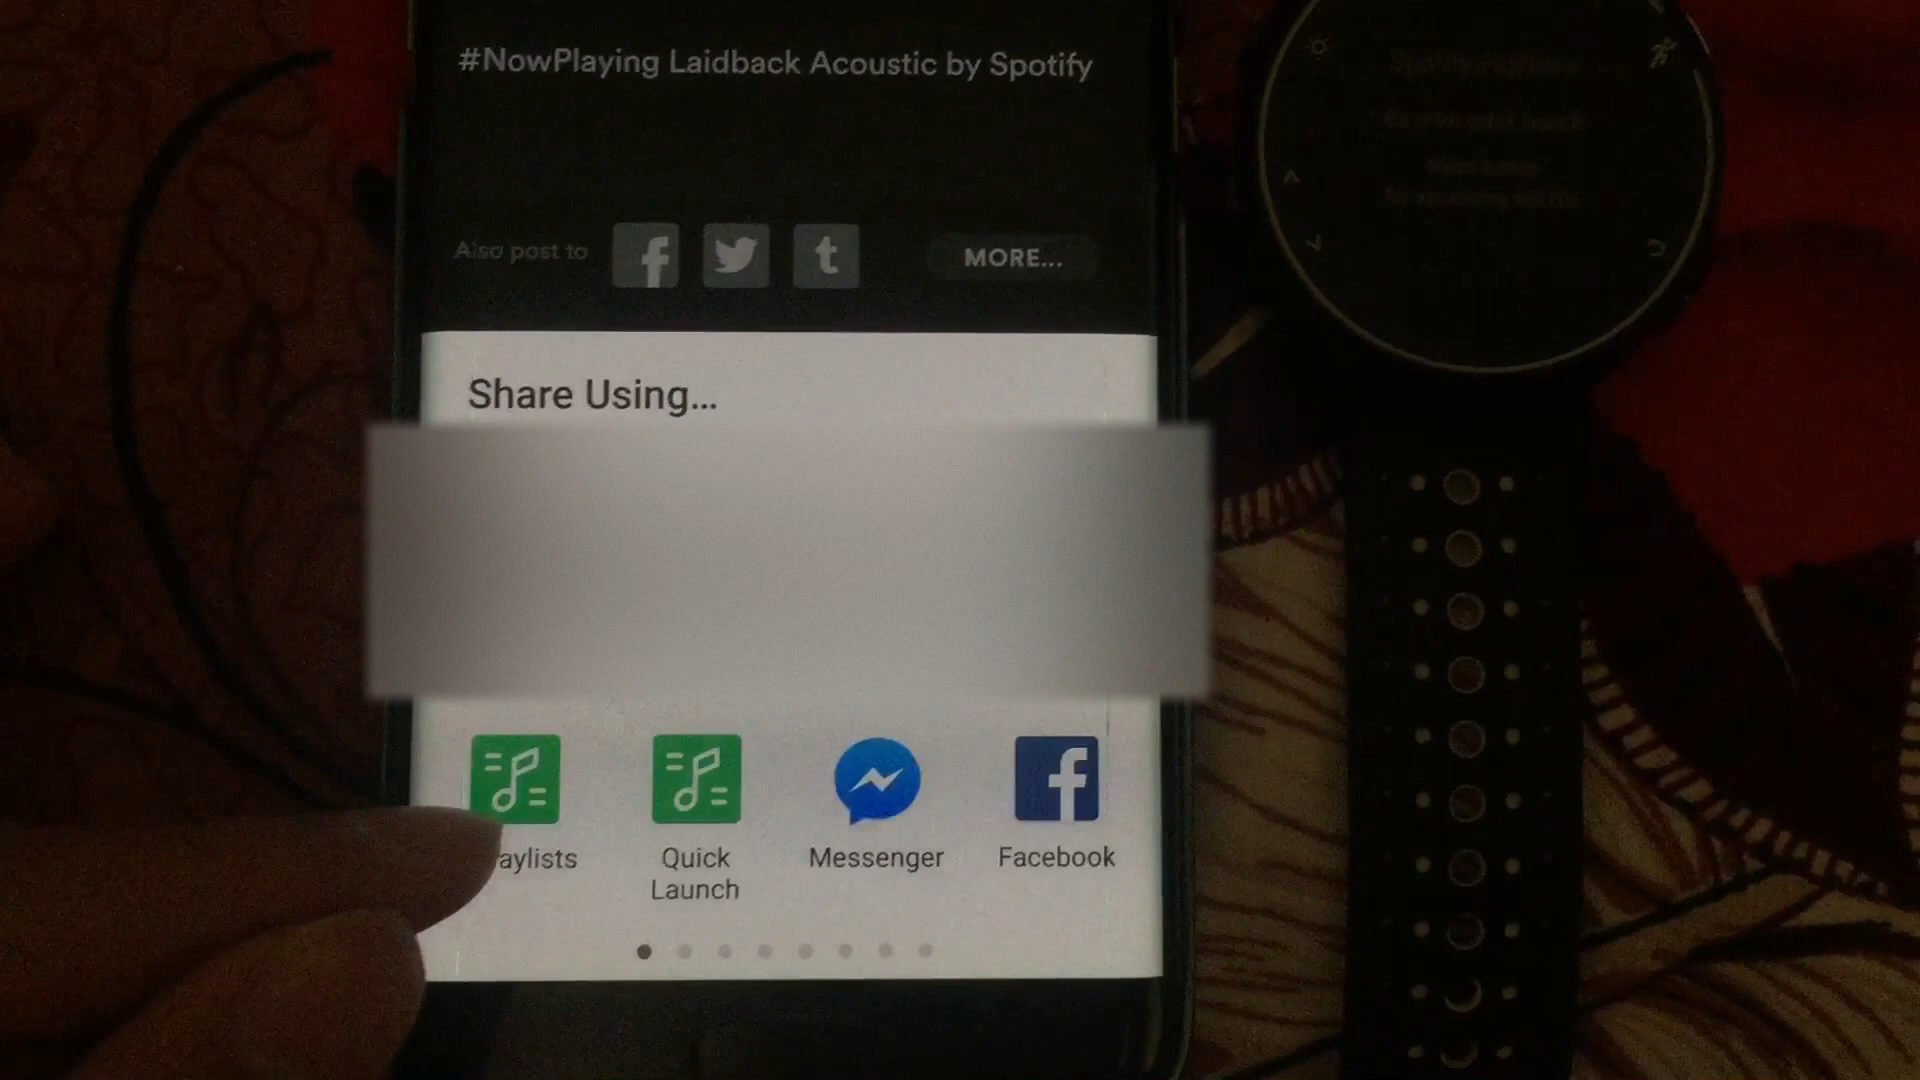 #NowPlaying Laidback Acoustic by Spotify
Also post to
MORE...
Share Using...
aylists
Quick
Launch
Messenger
Facebook